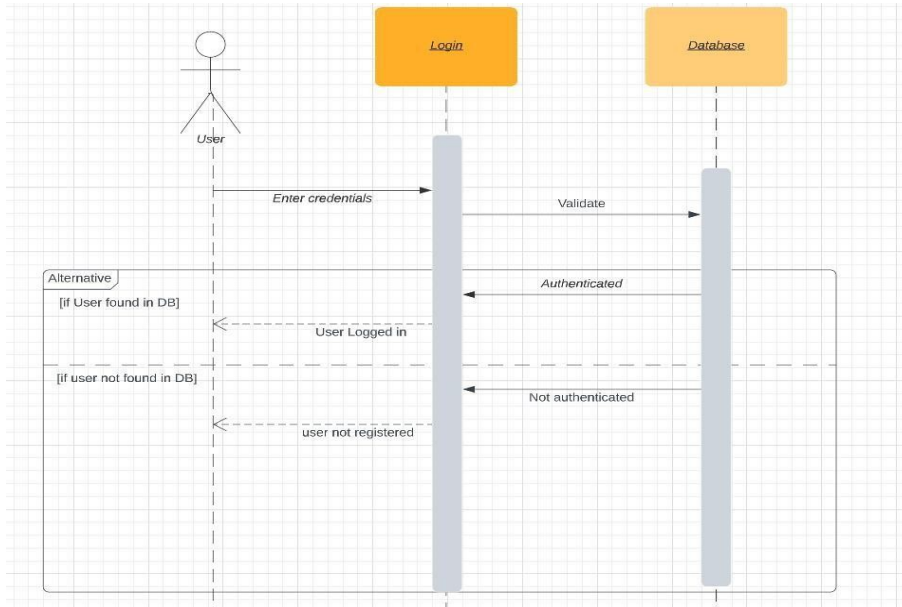 Login
Database
User
Enter credentials
Validate
Alternative
Authenticated
[if User found in DB]
User Logged in
[if user not found in DB]
Not authenticated
user not registered